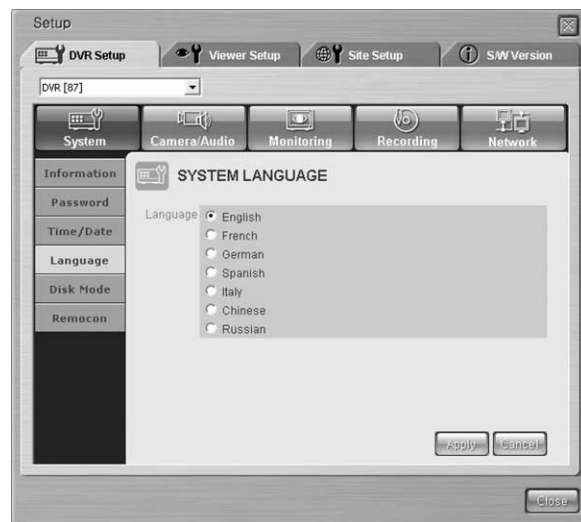 Setup
DVR Setup
Viewer Setup
Site Setup
S/W Version
DVR [87]
System
Camera/Audio
Monitoring
Recording
Network
Information
Password
Time/Date
Language
Disk Mode
Remocon
SYSTEM LANGUAGE
Language
English
French
German
Spanish
Italy
Chinese
Russian
Apply
Cancel
Close